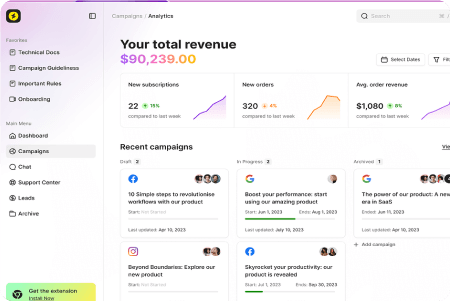 Campaigns / Analytics
Search
Favorites
Technical Docs
Campaign Guideliness
Important Rules
Onboarding
Main Menu
Dashboard
Campaigns
Chat
Support Center
Leads
Archive
Get the extension
Install Now
Your total revenue
$90,239.00
Select Dates
New subscriptions
22 15%
compared to last week
New orders
320 4%
compared to last week
Avg. order revenue
$1,080 8%
compared to last week
Recent campaigns
Draft 2
10 Simple steps to revolutionise
workflows with our product
Start: Not Started
Last updated: Apr 10, 2023
Beyond Boundaries: Explore our
new product
Start: Not Started
In Progress 2
Boost your performance: start
using our amazing product
Start: Jun 1, 2023 Ends: Aug 1, 2023
Last updated: July 10, 2023
Skyrocket your productivity: our
product is revealed
Start: Jul 1, 2023 Ends: Sep 30, 2023
Archived 1
The power of our product: A new
era in SaaS
Ended: Jun 11, 2023
Last updated: Apr 10, 2023
+ Add campaign